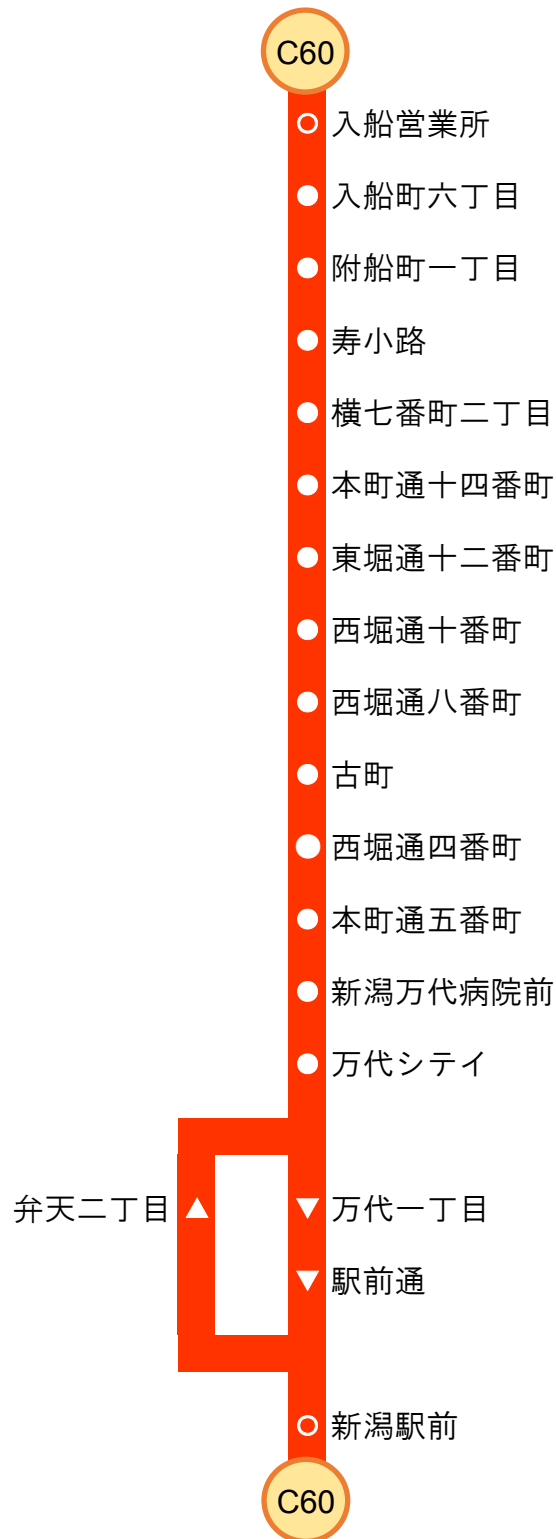 C60
入船営業所
入船町六丁目
附船町一丁目
寿小路
横七番町二丁目
本町通十四番町
東堀通十二番町
西堀通十番町
西堀通八番町
古町
西堀通四番町
本町通五番町
新潟万代病院前
万代シテイ
弁天二丁目
万代一丁目
駅前通
新潟駅前
C60